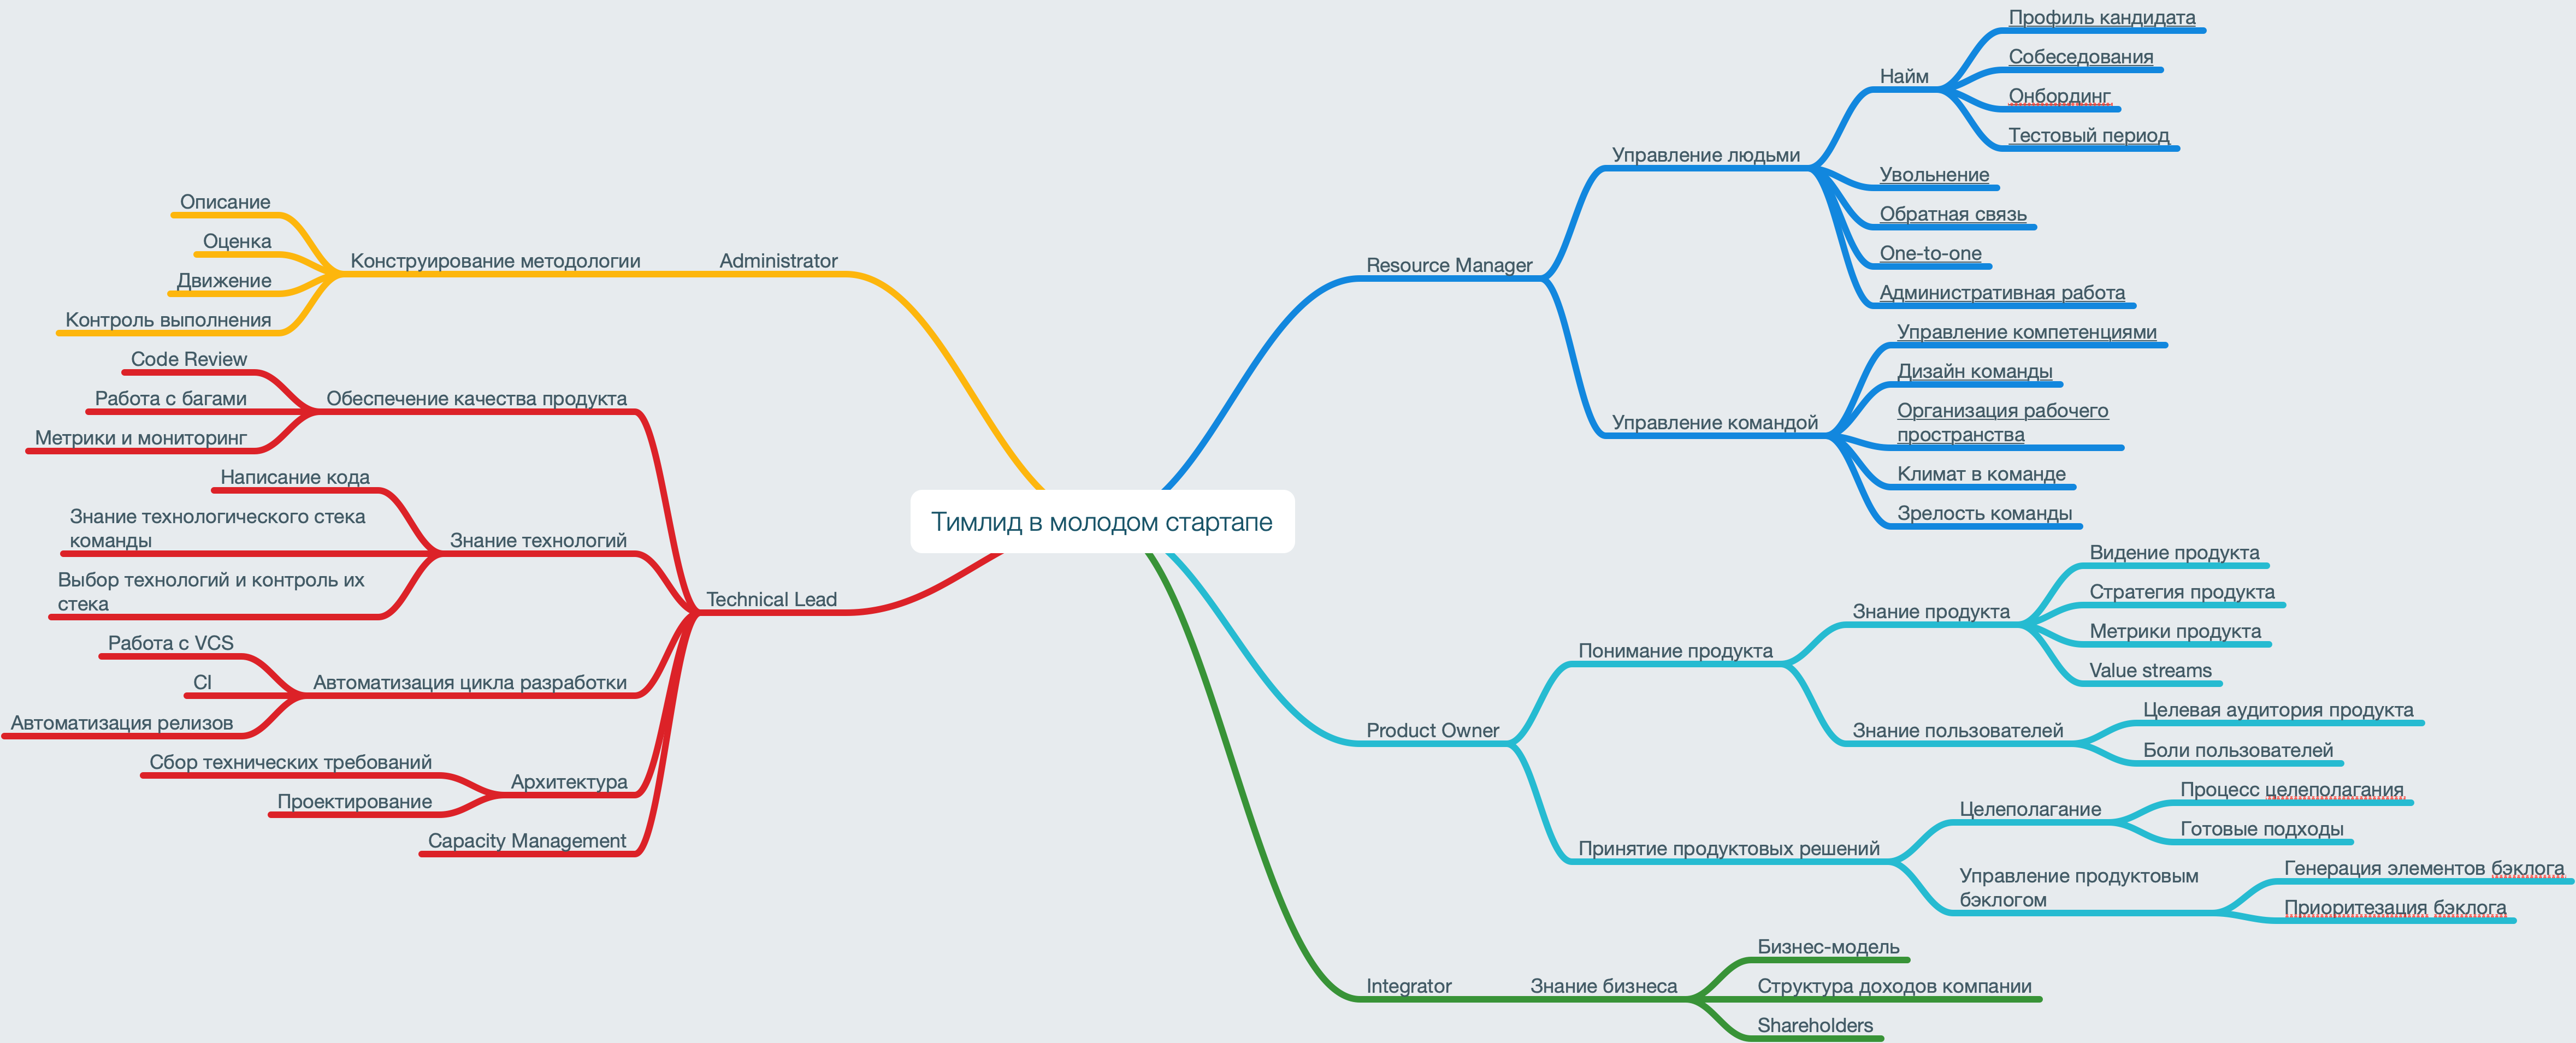 Тимлид в молодом стартапе
Administrator
Конструирование методологии
Описание
Оценка
Движение
Контроль выполнения
Technical Lead
Обеспечение качества продукта
Code Review
Работа с багами
Метрики и мониторинг
Знание технологий
Написание кода
Знание технологического стека
команды
Выбор технологий и контроль их
стека
Автоматизация цикла разработки
Работа с VCS
CI
Автоматизация релизов
Архитектура
Сбор технических требований
Проектирование
Capacity Management
Resource Manager
Управление людьми
Найм
Профиль кандидата
Собеседования
Онбординг
Тестовый период
Увольнение
Обратная связь
One-to-one
Административная работа
Управление командой
Управление компетенциями
Дизайн команды
Организация рабочего
пространства
Климат в команде
Зрелость команды
Product Owner
Понимание продукта
Знание продукта
Видение продукта
Стратегия продукта
Метрики продукта
Value streams
Знание пользователей
Целевая аудитория продукта
Боли пользователей
Принятие продуктовых решений
Целеполагание
Процесс целеполагания
Готовые подходы
Управление продуктовым
бэклогом
Генерация элементов бэклога
Приоритезация бэклога
Integrator
Знание бизнеса
Бизнес-модель
Структура доходов компании
Shareholders